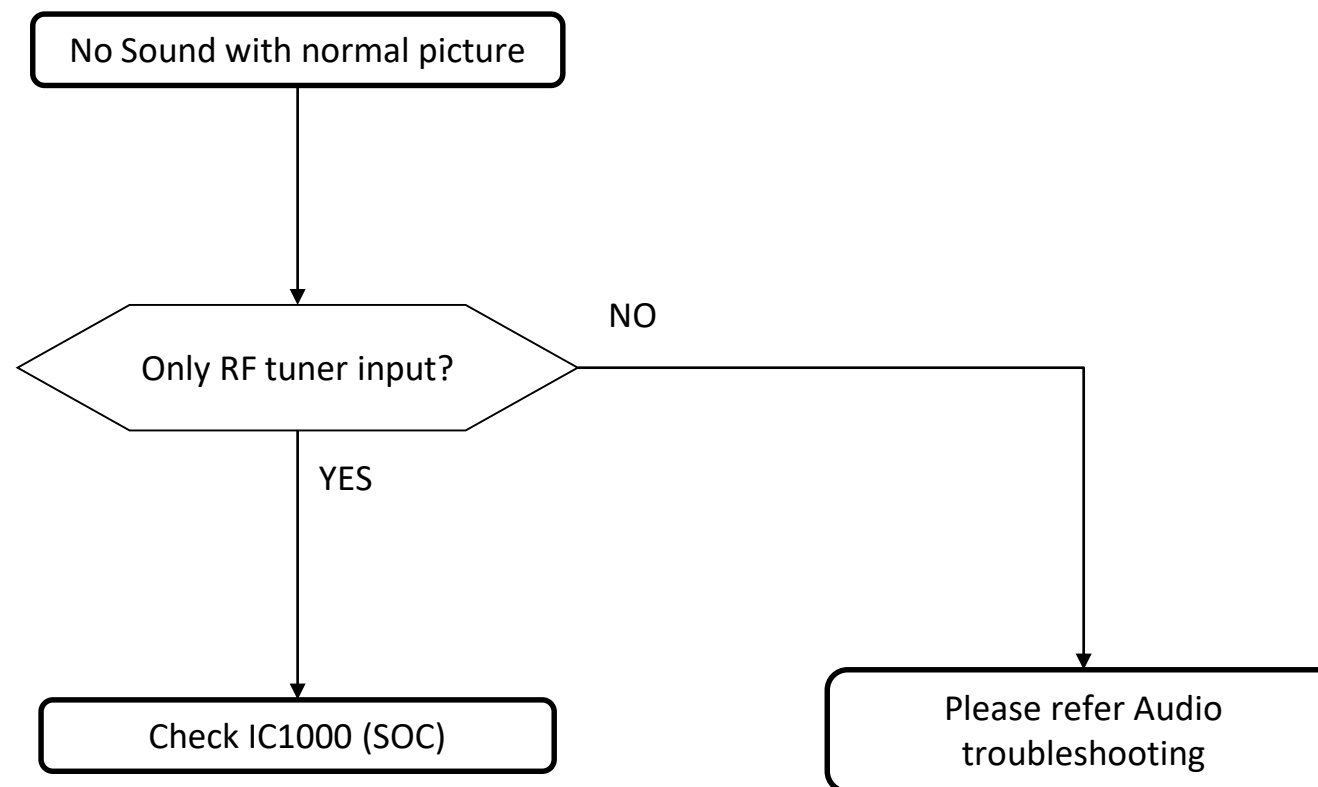 No Sound with normal picture
NO
Only RF tuner input?
YES
Check IC1000 (SOC)
Please refer Audio
troubleshooting